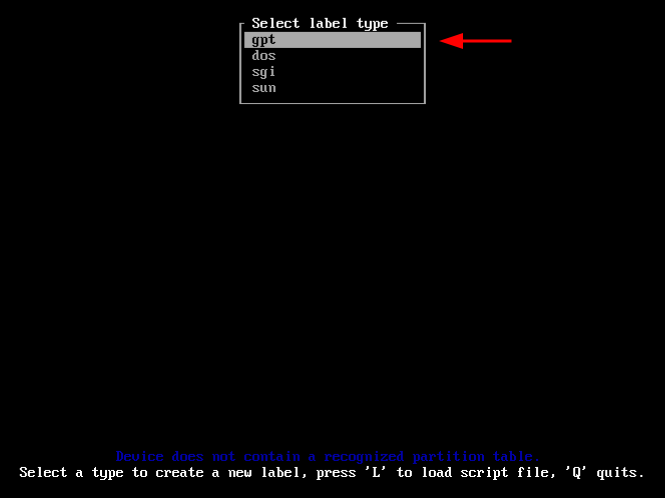 Select label type
gpt
dos
sgi
sun
Device does not contain a recognized partition table.
Select a type to create a new label, press 'L' to load script file, 'Q' quits.